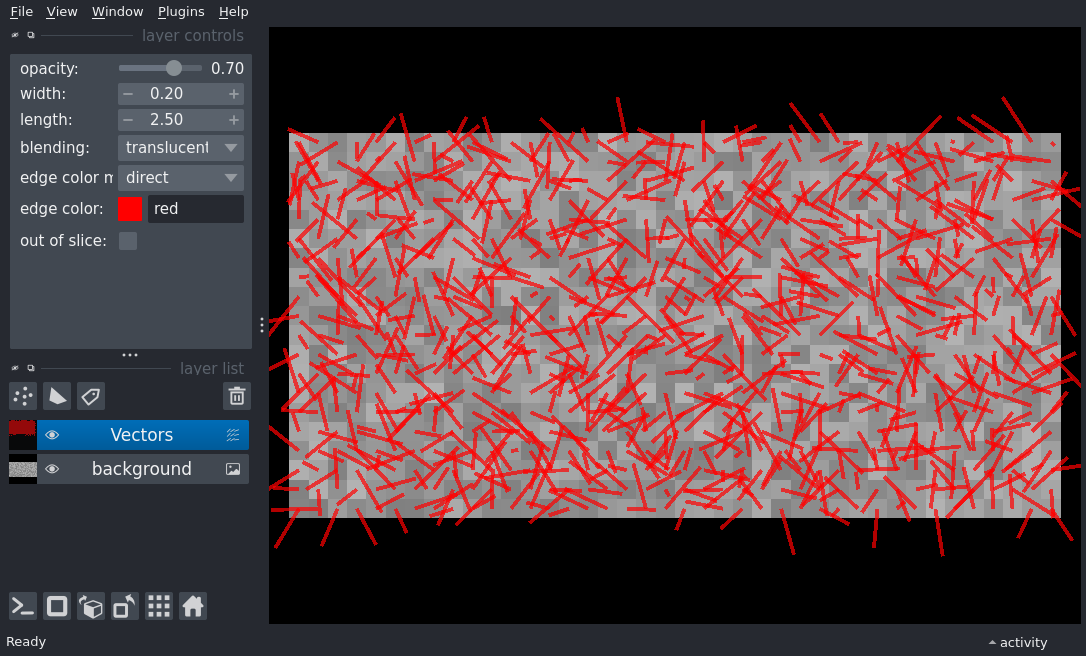 File View Window Plugins Help
layer controls
opacity: 0.70
width: 0.20
length: 2.50
blending: translucent
edge color m direct
edge color: red
out of slice:
layer list
Vectors
background
Ready
activity